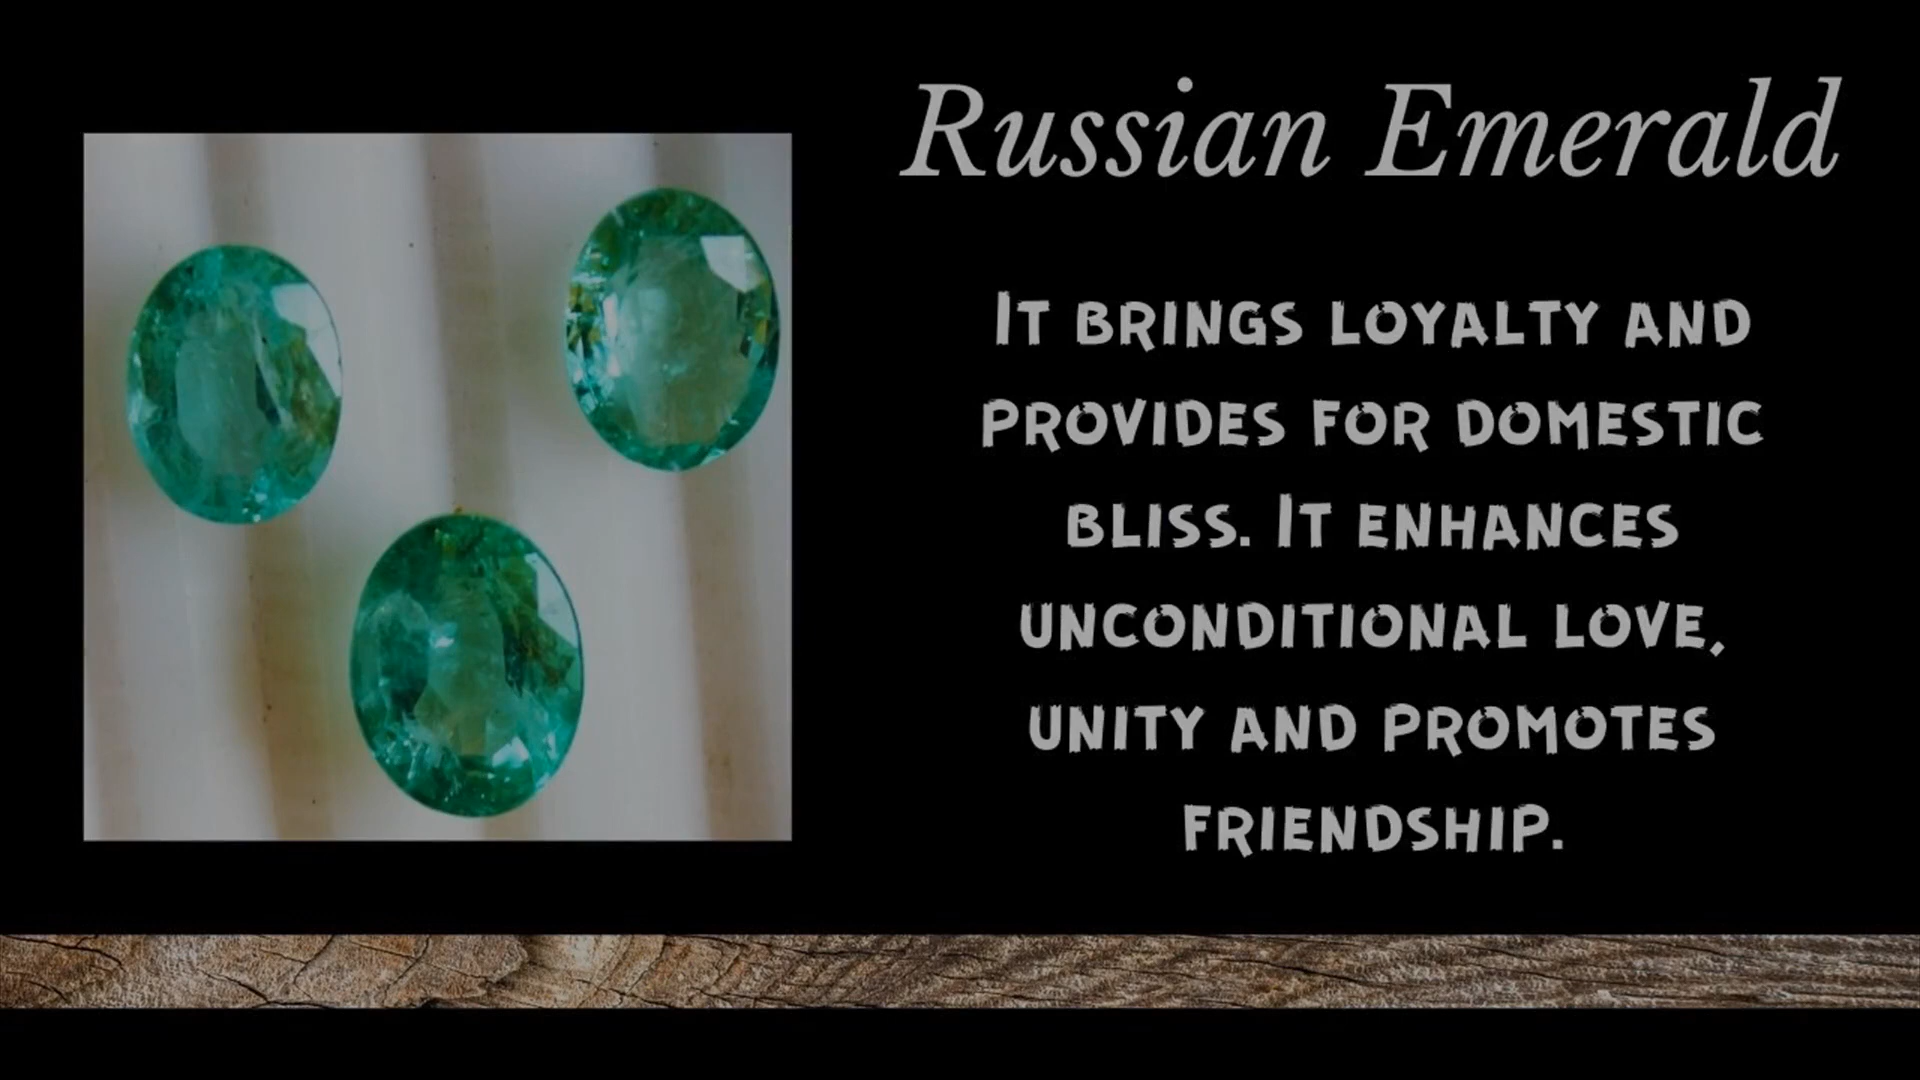 Russian Emerald
It brings loyalty and
provides for domestic
bliss. It enhances
unconditional love,
unity and promotes
friendship.